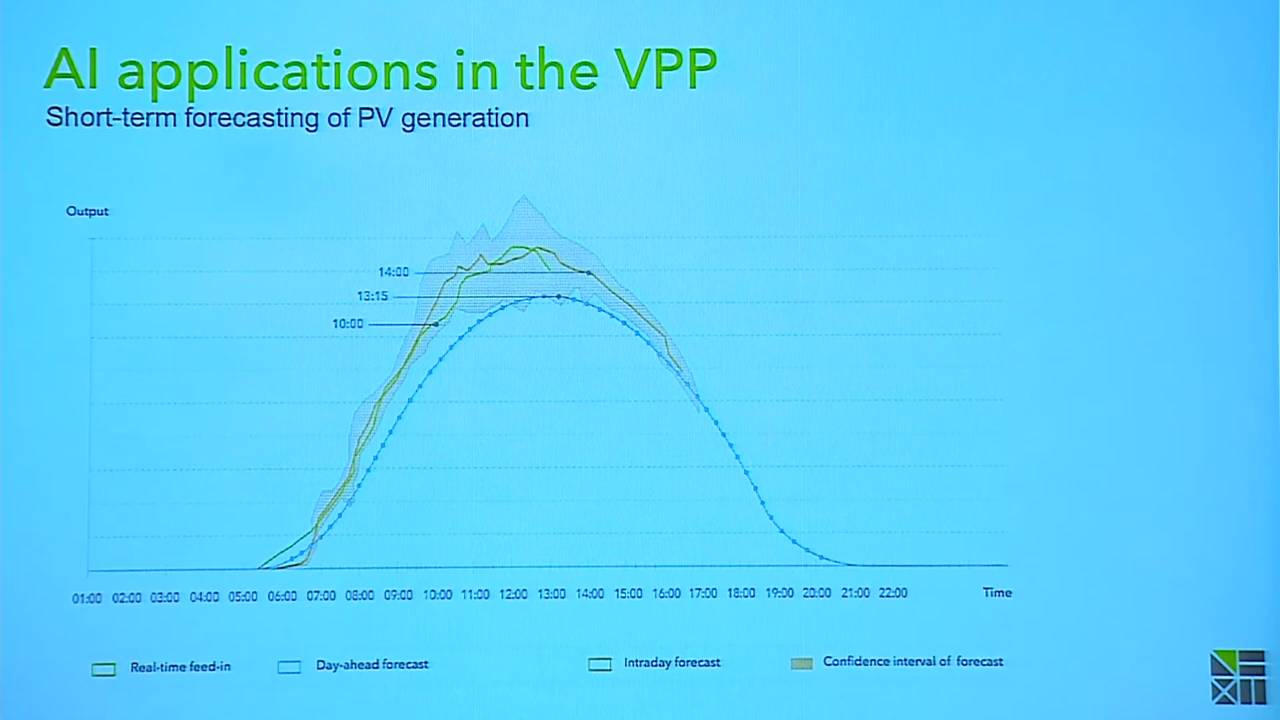 AI applications in the VPP
Short-term forecasting of PV generation
Output
14:00
13:15
10:00
01:00 02:00 03:00 04:00 05:00 06:00 07:00 08:00 09:00 10:00 11:00 12:00 13:00 14:00 15:00 16:00 17:00 18:00 19:00 20:00 21:00 22:00 Time
Real-time feed-in Day-ahead forecast Intraday forecast Confidence interval of forecast